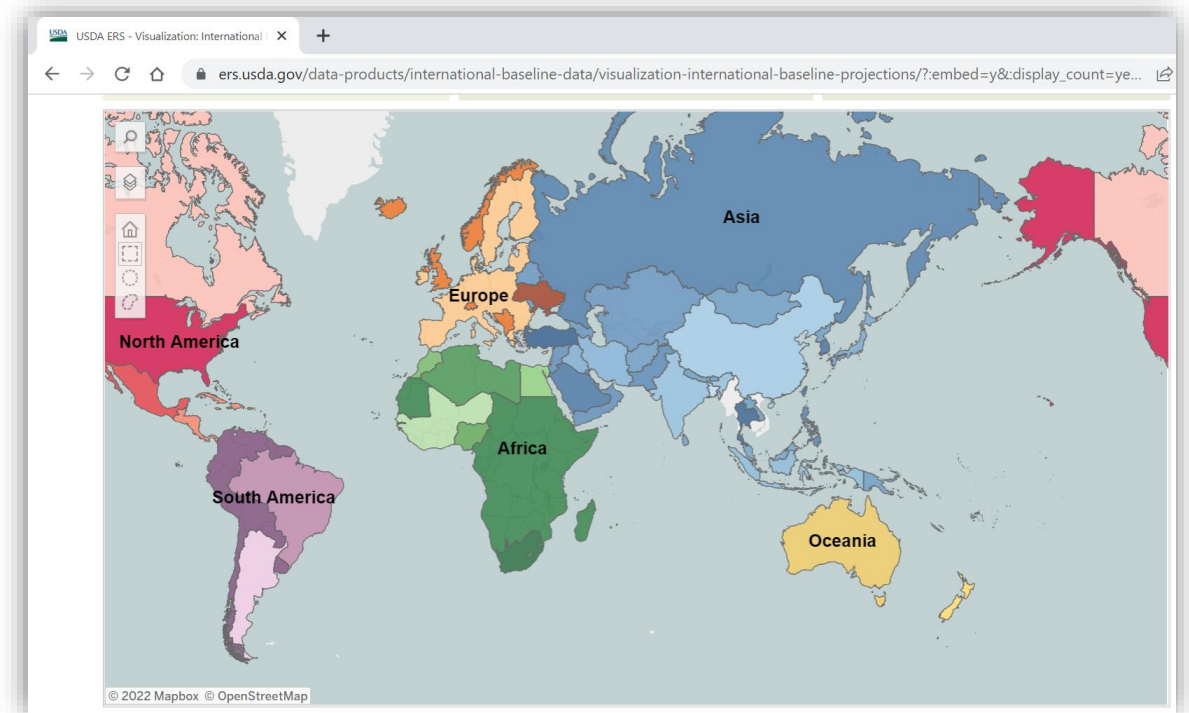 USDA
USDA ERS - Visualization: International
ers.usda.gov/data-products/international-baseline-data/visualization-international-baseline-projections/?:embed=y&:display_count=ye...
Asia
Europe
North America
Africa
South America
Oceania
© 2022 Mapbox © OpenStreetMap